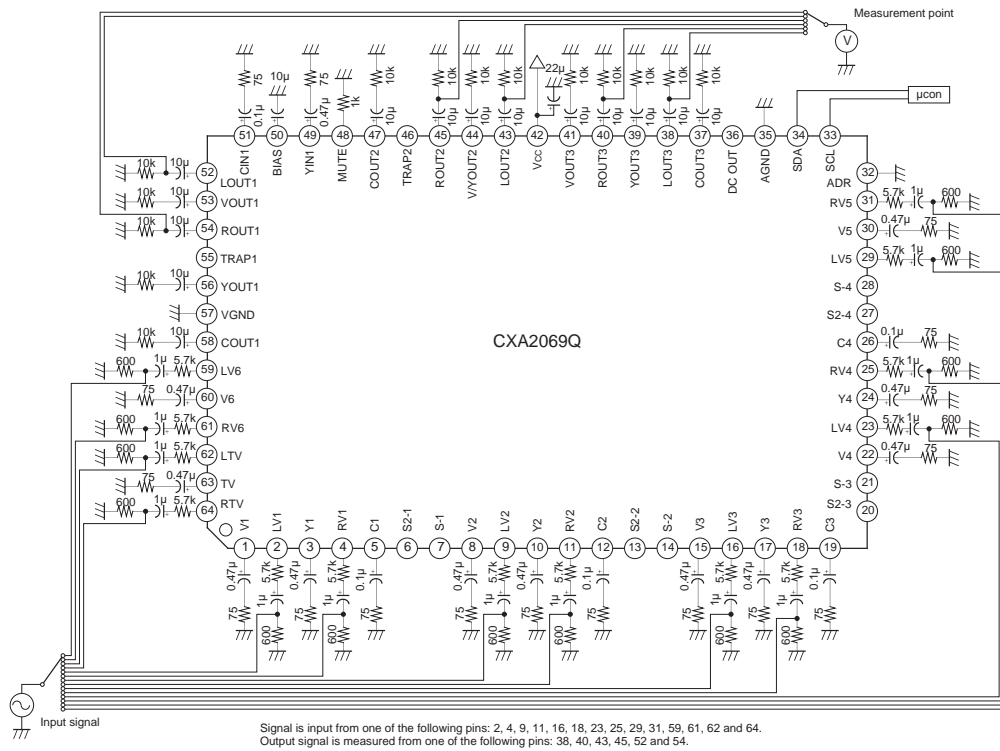 Measurement point
V
µcon
75
0.1µ
10µ
75
0.47µ
1k
10k
10µ
10k
10µ
10k
10µ
10k
10µ
22µ
10k
10µ
10k
10µ
10k
10µ
10k
10µ
10k
10µ
51 50 49 48 47 46 45 44 43 42 41 40 39 38 37 36 35 34 33
CIN1 BIAS YIN1 MUTE COUT2 TRAP2 ROUT2 V/YOUT2 LOUT2 Vcc VOUT3 ROUT3 YOUT3 LOUT3 COUT3 DC OUT AGND SDA SCL
10k 10µ 52 LOUT1
10k 10µ 53 VOUT1
10k 10µ 54 ROUT1
55 TRAP1
10k 10µ 56 YOUT1
57 VGND
10k 10µ 58 COUT1
600 1µ 5.7k 59 LV6
75 0.47µ 60 V6
600 1µ 5.7k 61 RV6
600 1µ 5.7k 62 LTV
75 0.47µ 63 TV
600 1µ 5.7k 64 RTV
CXA2069Q
ADR 32
RV5 31 5.7k 1µ 600
V5 30 0.47µ 75
LV5 29 5.7k 1µ 600
S-4 28
S2-4 27
C4 26 0.1µ 75
RV4 25 5.7k 1µ 600
Y4 24 0.47µ 75
LV4 23 5.7k 1µ 600
V4 22 0.47µ 75
S-3 21
S2-3 20
V1 LV1 Y1 RV1 C1 S2-1 S-1 V2 LV2 Y2 RV2 C2 S2-2 S-2 V3 LV3 Y3 RV3 C3
1 2 3 4 5 6 7 8 9 10 11 12 13 14 15 16 17 18 19
0.47µ 5.7k 0.47µ 5.7k 0.1µ 0.47µ 5.7k 0.47µ 5.7k 0.1µ 0.47µ 5.7k 0.47µ 5.7k 0.1µ
75 1µ 75 1µ 75 75 1µ 75 1µ 75 75 1µ 75 1µ 75
600 600 600 600 600 600
Input signal
Signal is input from one of the following pins: 2, 4, 9, 11, 16, 18, 23, 25, 29, 31, 59, 61, 62 and 64.
Output signal is measured from one of the following pins: 38, 40, 43, 45, 52 and 54.